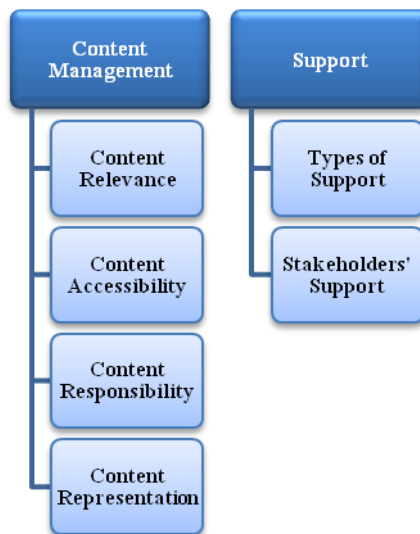 Content
Management
Content
Relevance
Content
Accessibility
Content
Responsibility
Content
Representation
Support
Types of
Support
Stakeholders'
Support